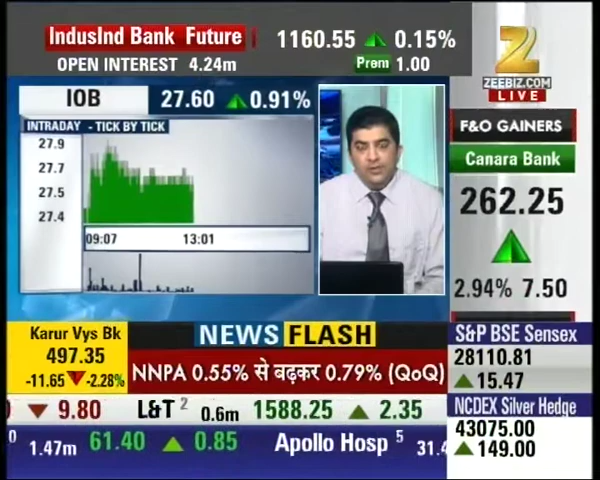 IndusInd Bank Future
1160.55 0.15%
OPEN INTEREST 4.24m
Prem 1.00
ZEEBIZ.COM
LIVE
IOB 27.60 0.91%
INTRADAY - TICK BY TICK
27.9
27.7
27.5
27.4
09:07 13:01
F&O GAINERS
Canara Bank
262.25
2.94% 7.50
Karur Vys Bk
497.35
-11.65 -2.28%
NEWS FLASH
NNPA 0.55% से बढ़कर 0.79% (QoQ)
S&P BSE Sensex
28110.81
15.47
NCDEX Silver Hedge
43075.00
149.00
9.80 L&T 2 0.6m 1588.25 2.35
0 1.47m 61.40 0.85 Apollo Hosp 5 31.4